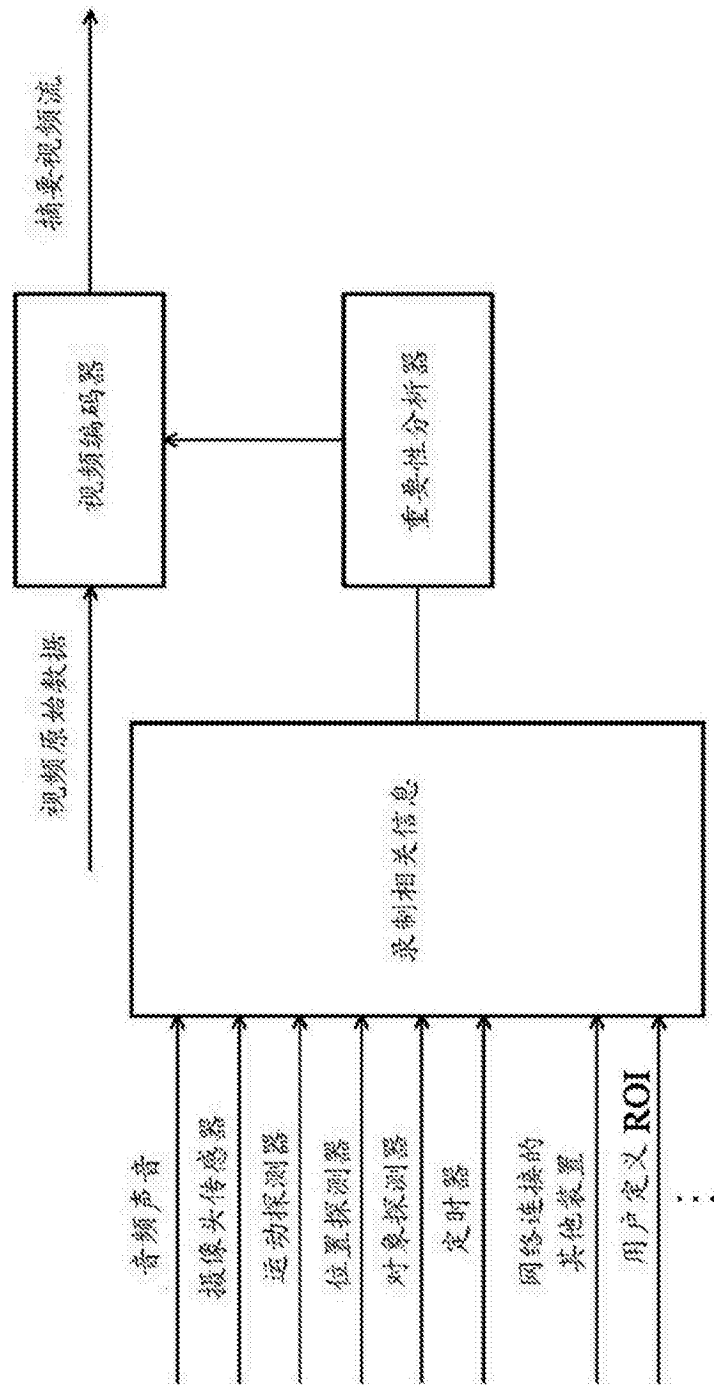 音频声音
摄像头传感器
运动探测器
位置探测器
对象探测器
定时器
网络连接的
其他装置
用户定义 ROI
⋮
录制相关信息
视频原始数据
视频编码器
重要性分析器
摘要视频流